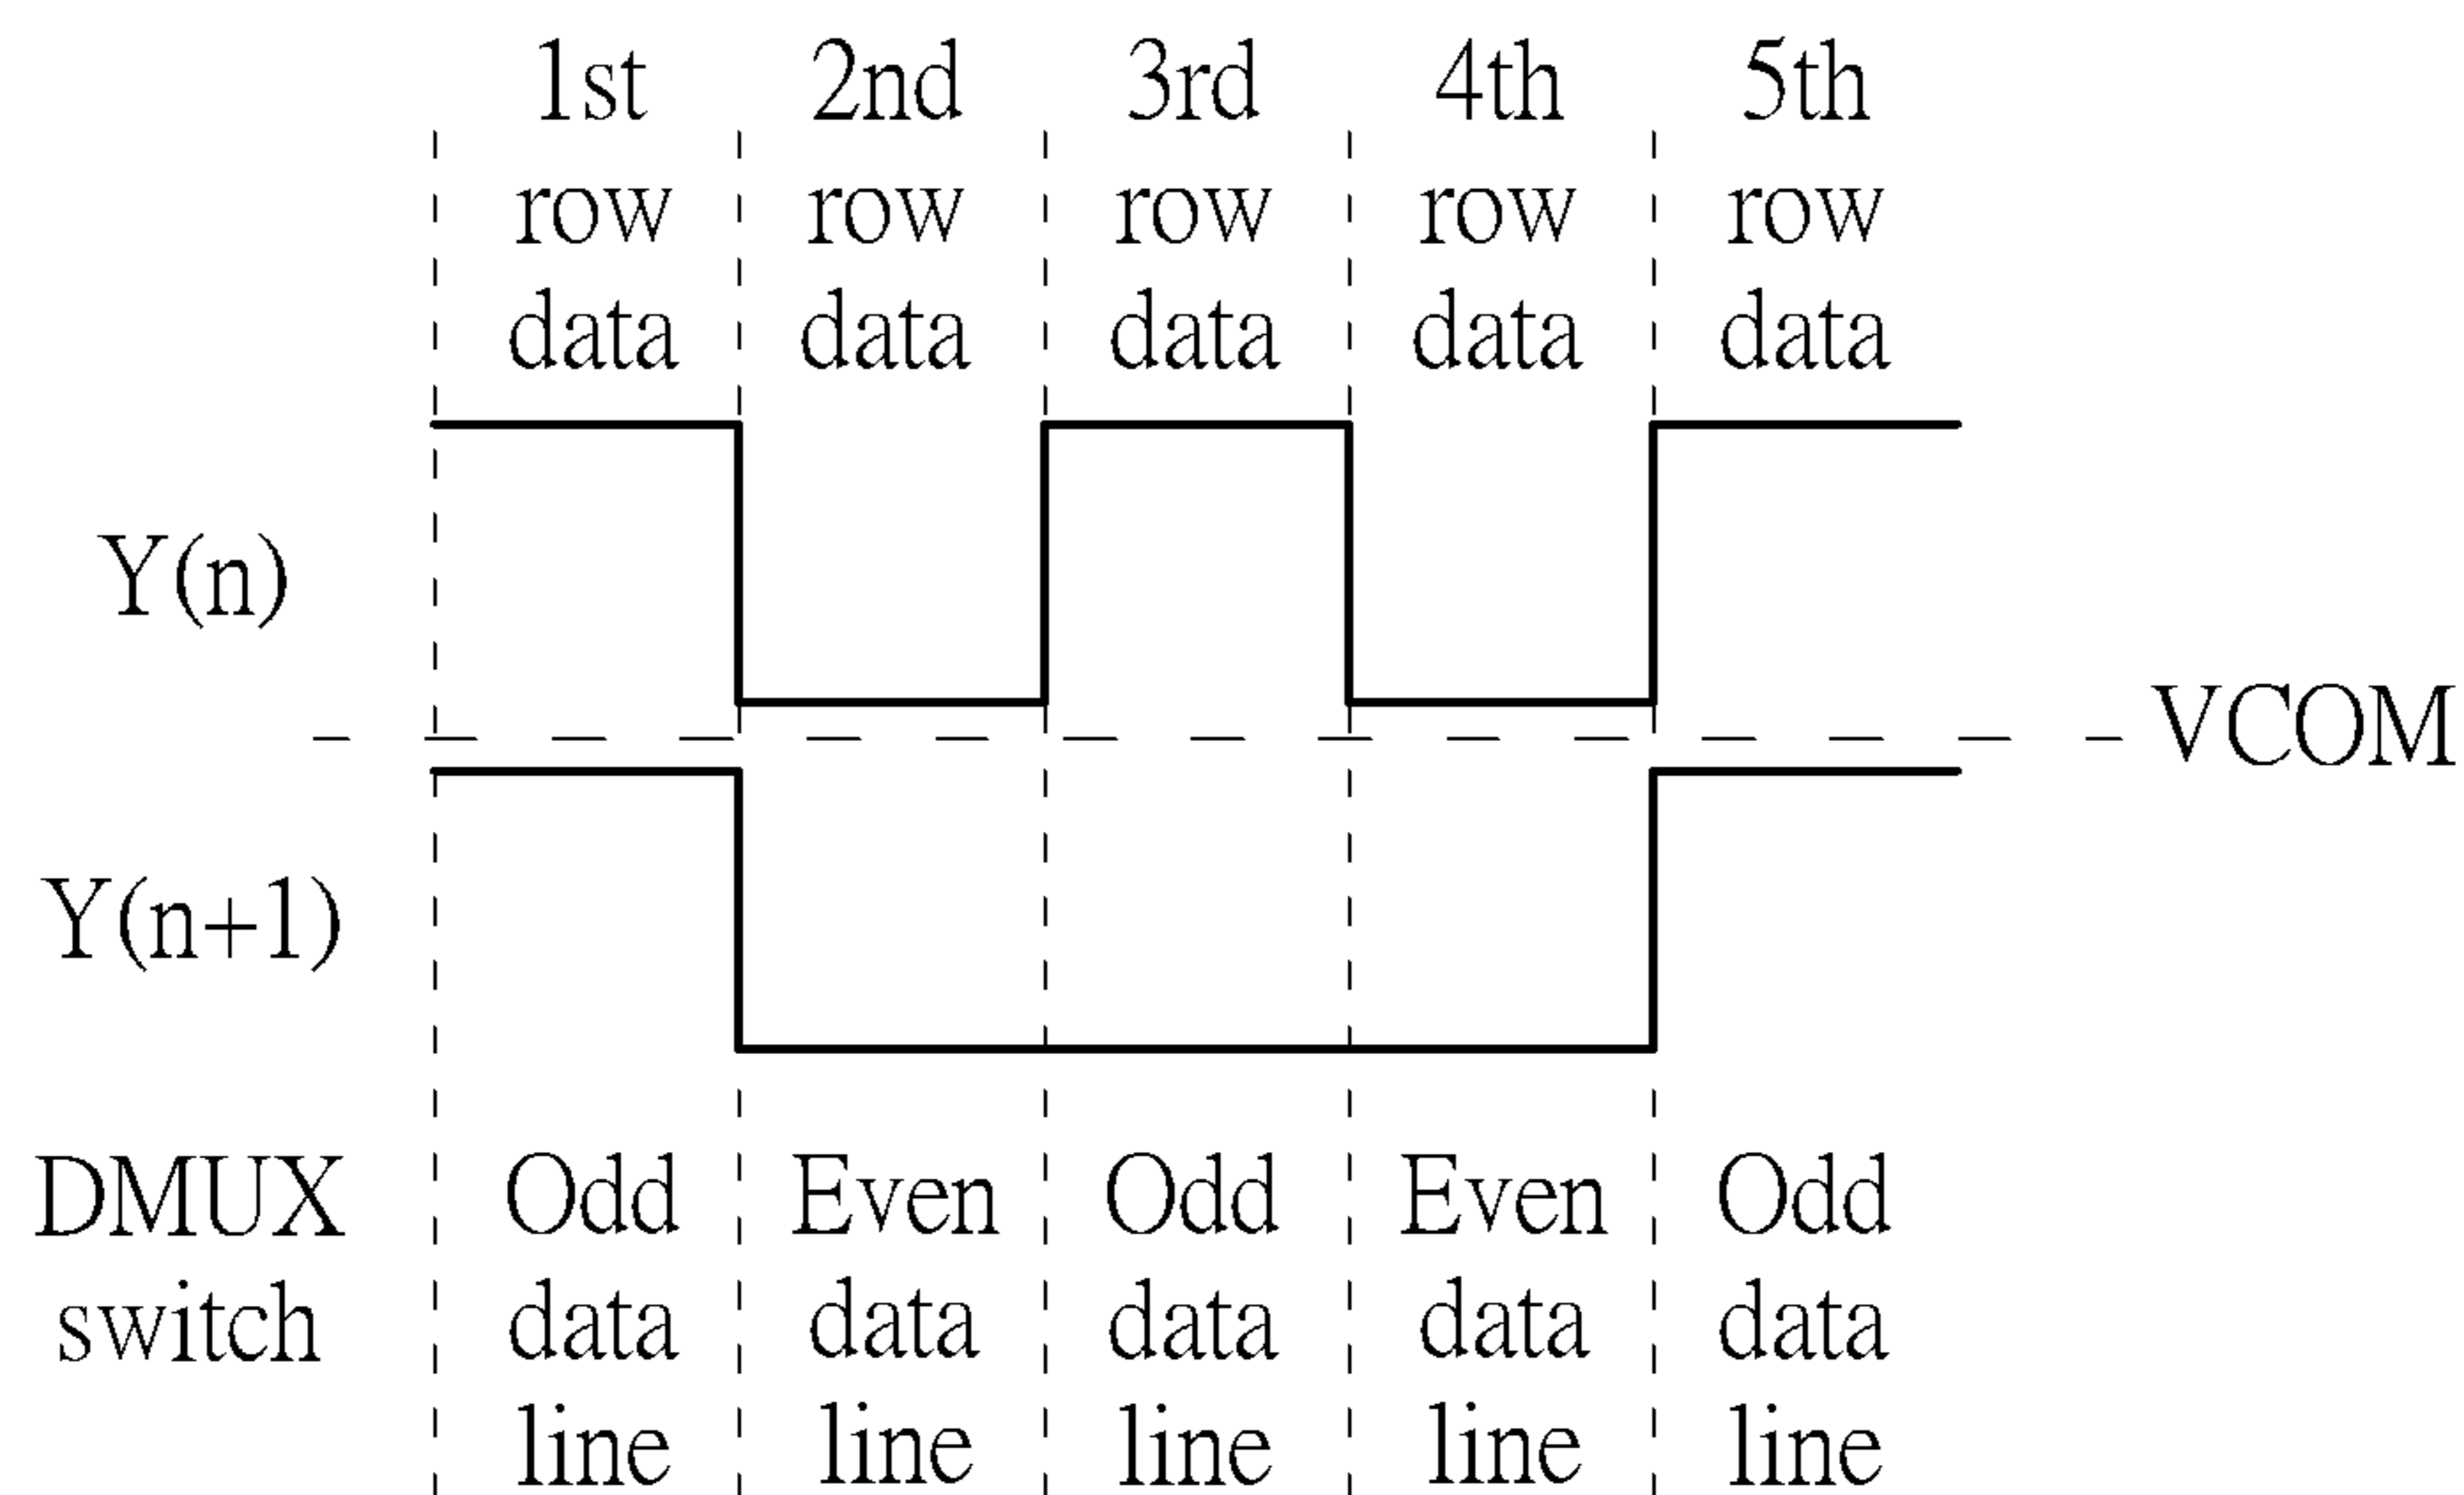 1st 2nd 3rd 4th 5th
row row row row row
data data data data data
Y(n)
VCOM
Y(n+1)
DMUX Odd Even Odd Even Odd
switch data data data data data
line line line line line